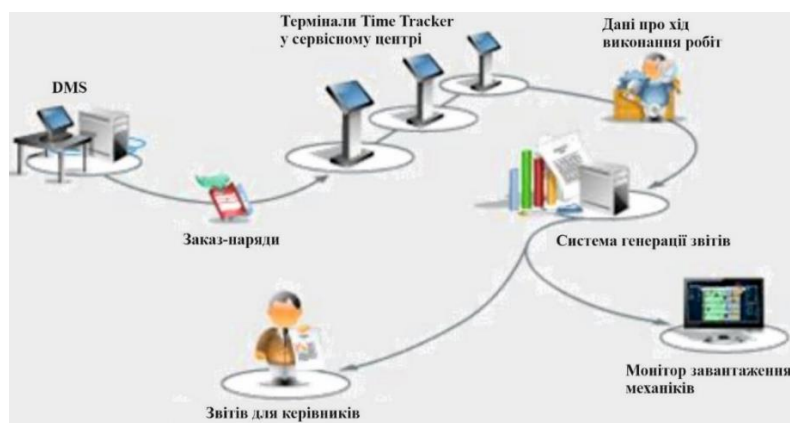 Термінали Time Tracker
у сервісному центрі
Дані про хід
виконання робіт
DMS
Заказ-наряди
Система генерації звітів
Монітор завантаження
механіків
Звітів для керівників